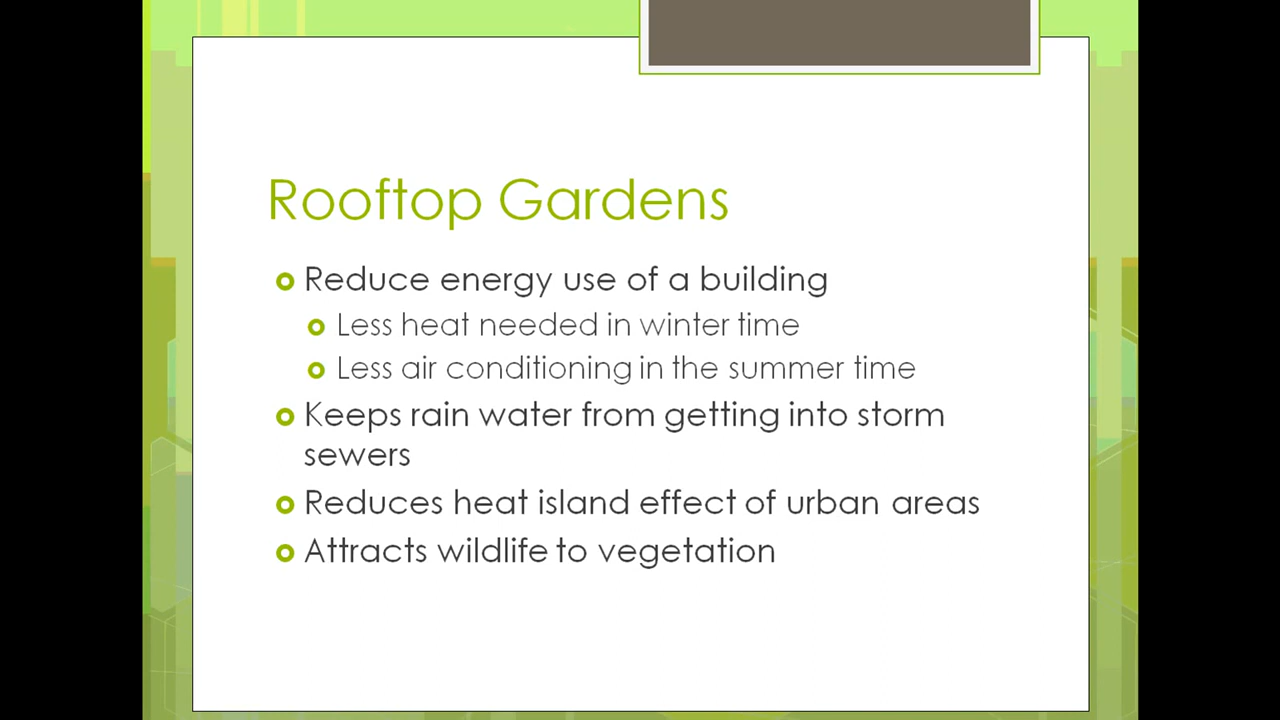 Rooftop Gardens
Reduce energy use of a building
Less heat needed in winter time
Less air conditioning in the summer time
Keeps rain water from getting into storm
sewers
Reduces heat island effect of urban areas
Attracts wildlife to vegetation